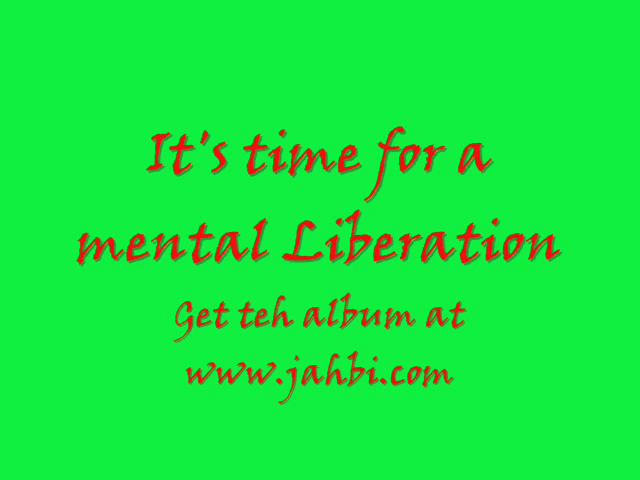 It's time for a
mental Liberation
Get teh album at
www.jahbi.com